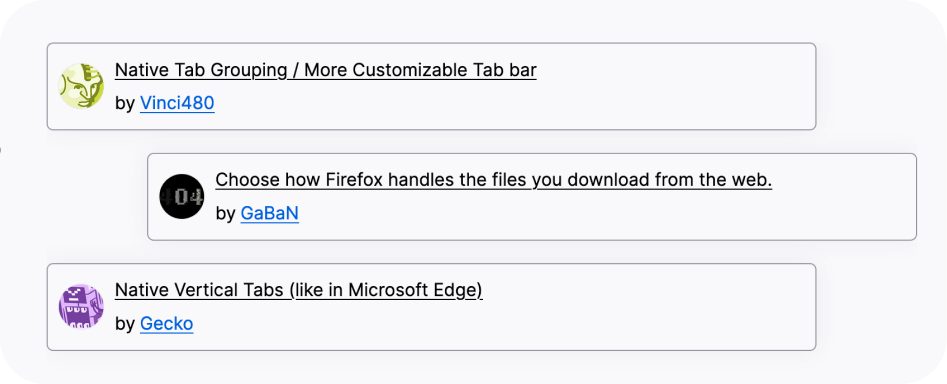 Native Tab Grouping / More Customizable Tab bar
by Vinci480
404
Choose how Firefox handles the files you download from the web.
by GaBaN
Native Vertical Tabs (like in Microsoft Edge)
by Gecko